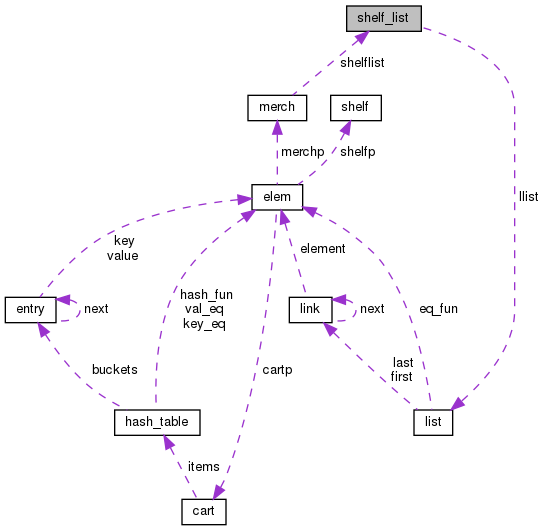 shelf_list
shelflist
merch
shelf
merchp
shelfp
elem
llist
key
value
element
hash_fun
val_eq
key_eq
entry
next
link
next
eq_fun
buckets
cartp
last
first
hash_table
list
items
cart